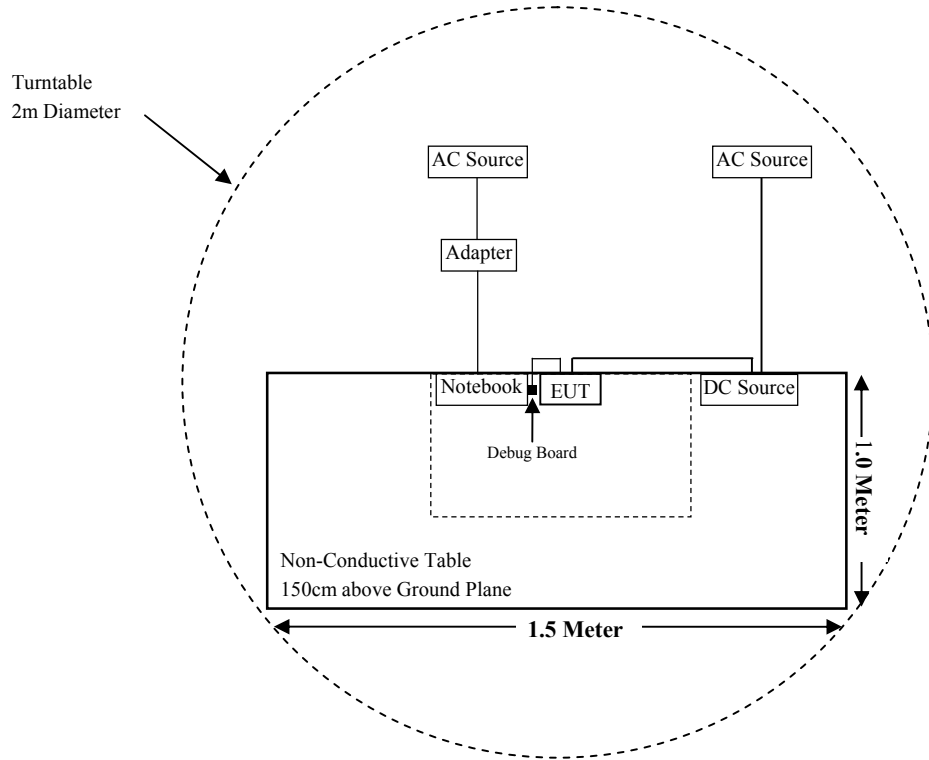 Turntable
2m Diameter
AC Source
AC Source
Adapter
Notebook
EUT
DC Source
Debug Board
1.0 Meter
Non-Conductive Table
150cm above Ground Plane
1.5 Meter